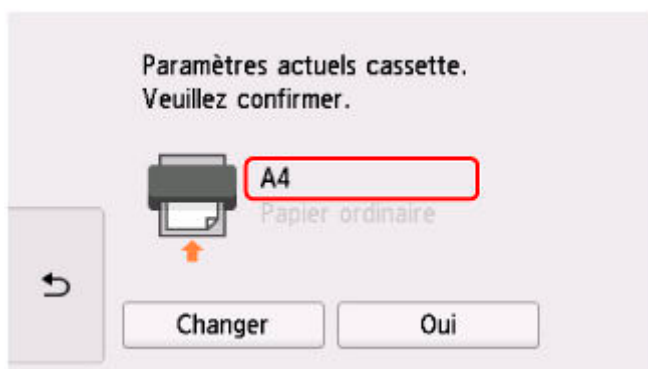 Paramètres actuels cassette.
Veuillez confirmer.
A4
Papier ordinaire
Changer
Oui